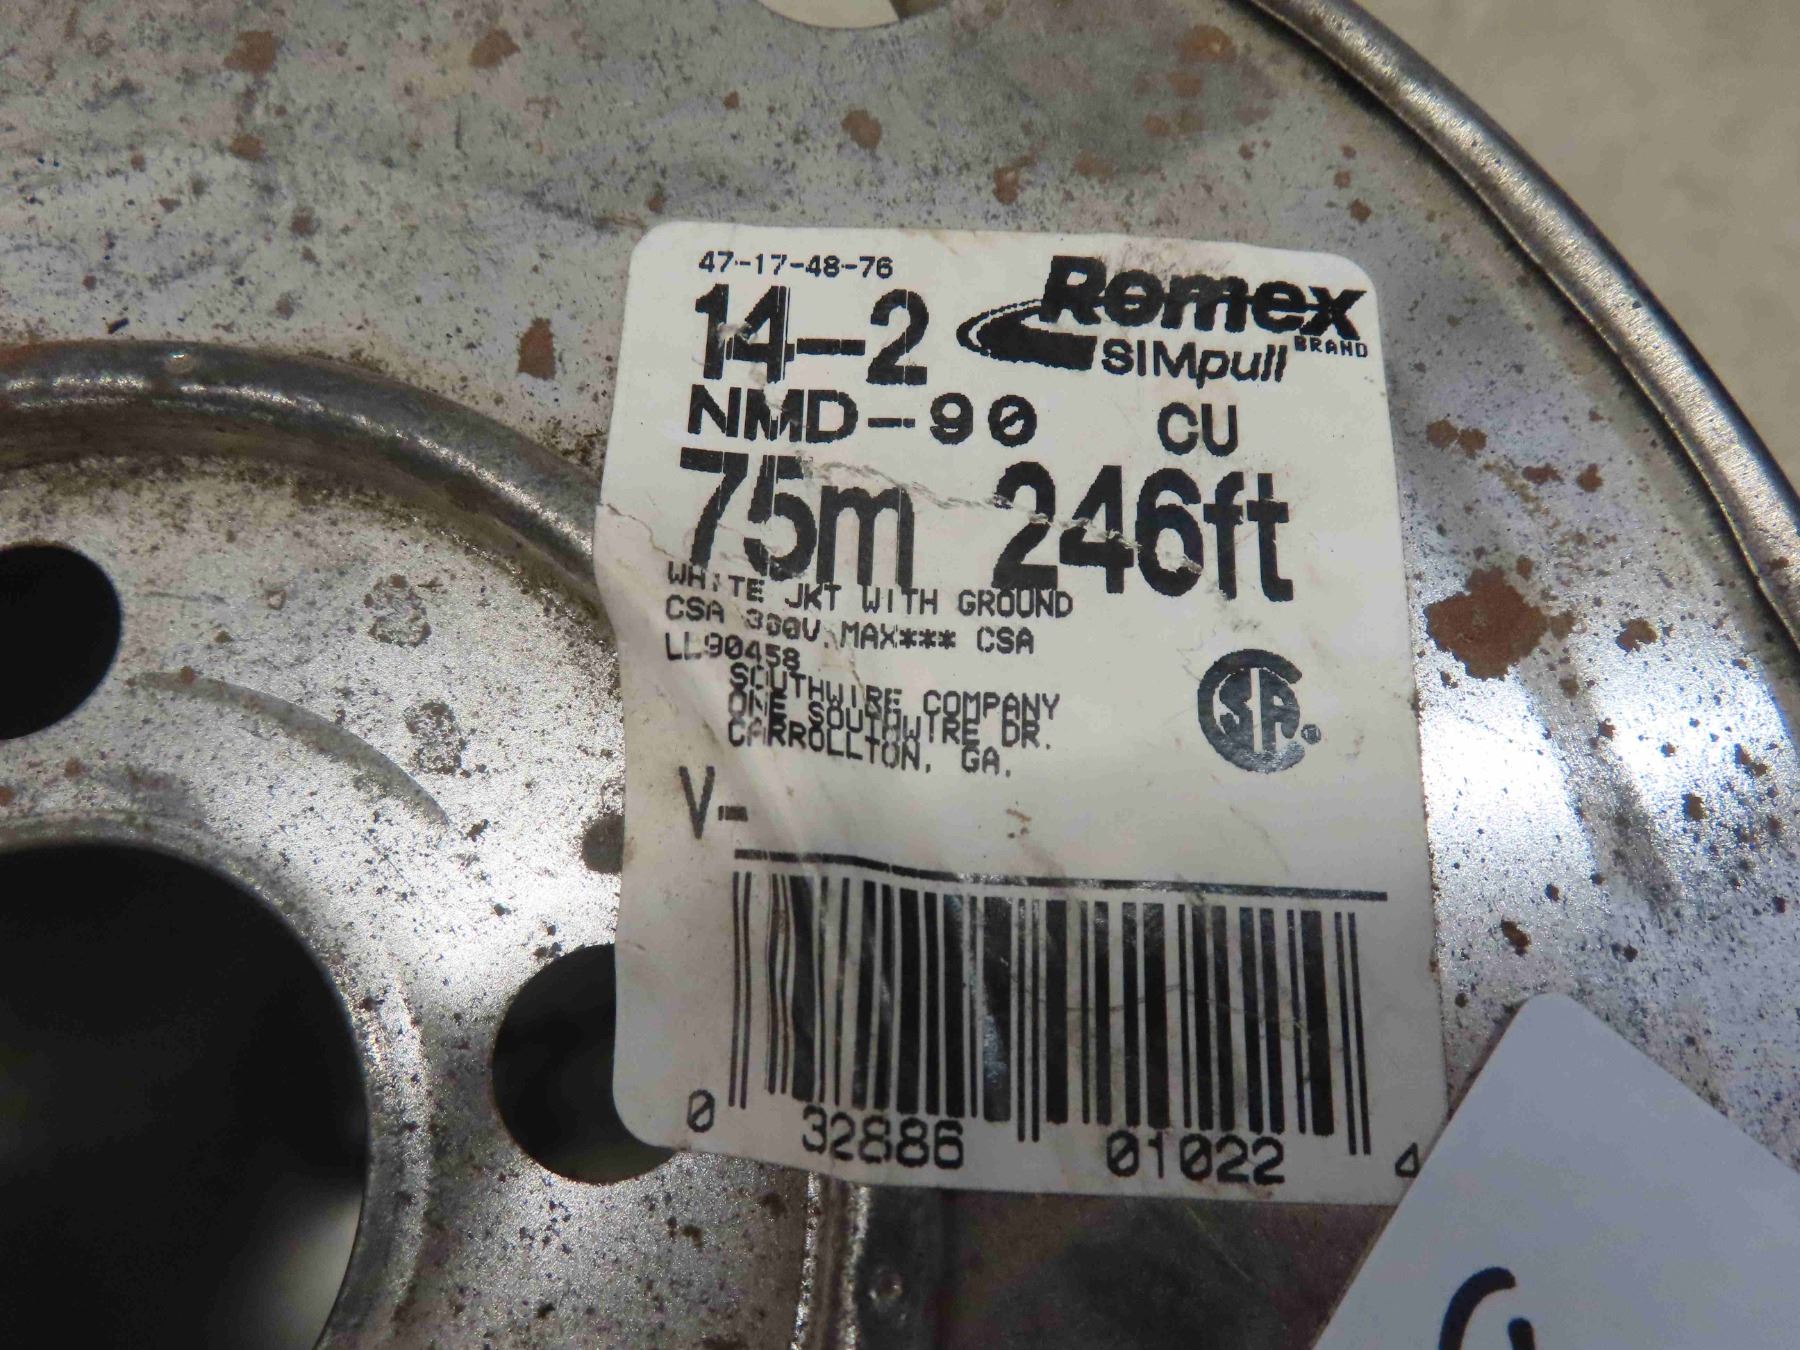 47-17-48-76
14-2 Romex
BRAND
SIMpull
NMD-90 CU
75m 246ft
WHITE JKT WITH GROUND
CSA 300V MAX*** CSA
LL90458
SOUTHWIRE COMPANY
ONE SOUTHWIRE DR.
CARROLLTON, GA.
CSA®
V-
0 32886 01022 4